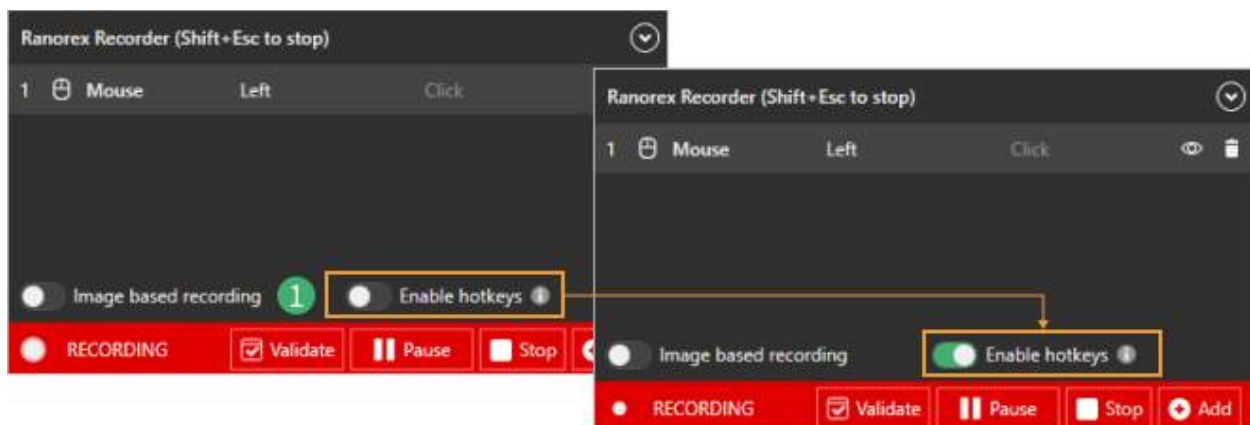 Ranorex Recorder (Shift+Esc to stop)
1 Mouse Left Click
Image based recording 1 Enable hotkeys
RECORDING Validate Pause Stop
Ranorex Recorder (Shift+Esc to stop)
1 Mouse Left Click
Image based recording Enable hotkeys
RECORDING Validate Pause Stop Add